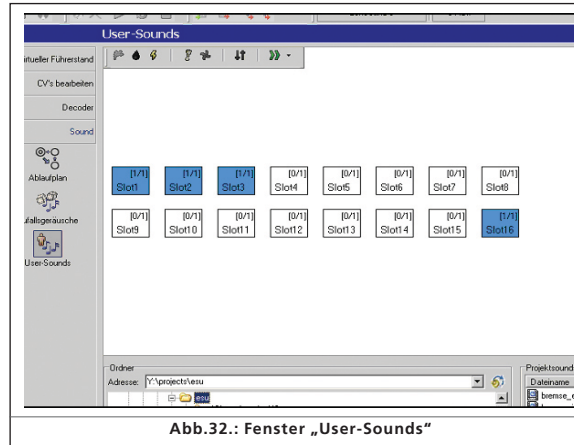 User-Sounds
irtueller Führerstand
CV's bearbeiten
Decoder
Sound
Ablaufplan
User-Sounds
[1/1] [1/1] [1/1] [0/1] [0/1] [0/1] [0/1] [0/1]
Slot1 Slot2 Slot3 Slot4 Slot5 Slot6 Slot7 Slot8
[0/1] [0/1] [0/1] [0/1] [0/1] [0/1] [0/1] [1/1]
Slot9 Slot10 Slot11 Slot12 Slot13 Slot14 Slot15 Slot16
Ordner
Adresse: Y:\projects\esu
esu
Projektsound
Dateiname
bremse_e
Abb.32.: Fenster „User-Sounds“